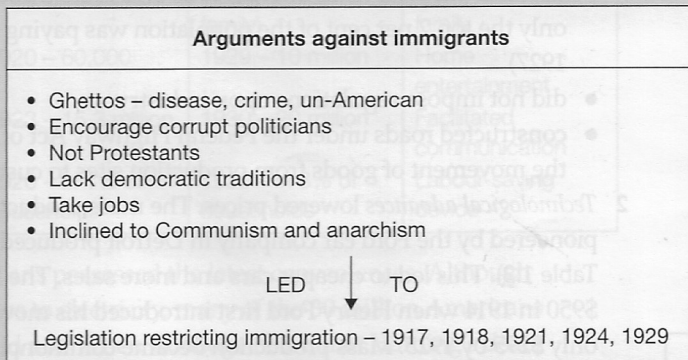 Arguments against immigrants
• Ghettos – disease, crime, un-American
• Encourage corrupt politicians
• Not Protestants
• Lack democratic traditions
• Take jobs
• Inclined to Communism and anarchism
LED TO
Legislation restricting immigration – 1917, 1918, 1921, 1924, 1929